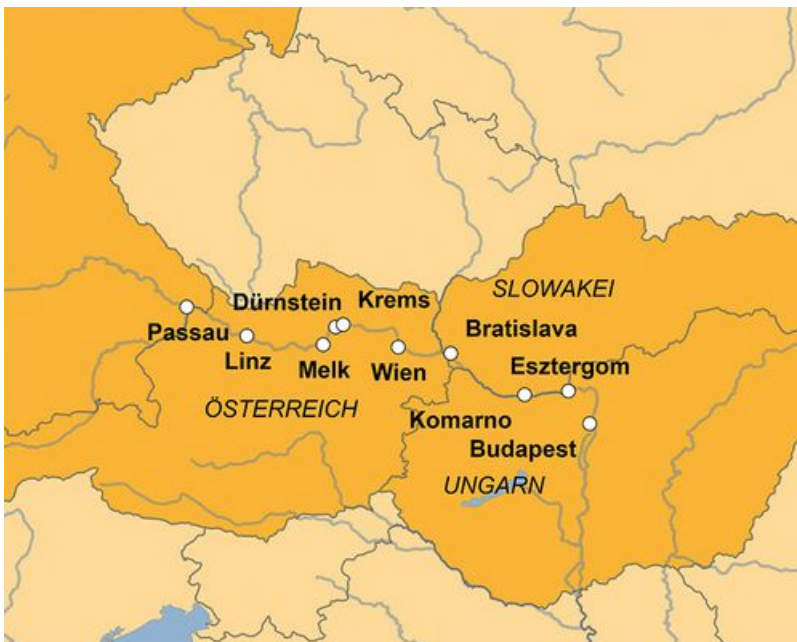 SLOWAKEI
Dürnstein
Krems
Passau
Bratislava
Linz
Melk
Wien
Esztergom
ÖSTERREICH
Komarno
Budapest
UNGARN